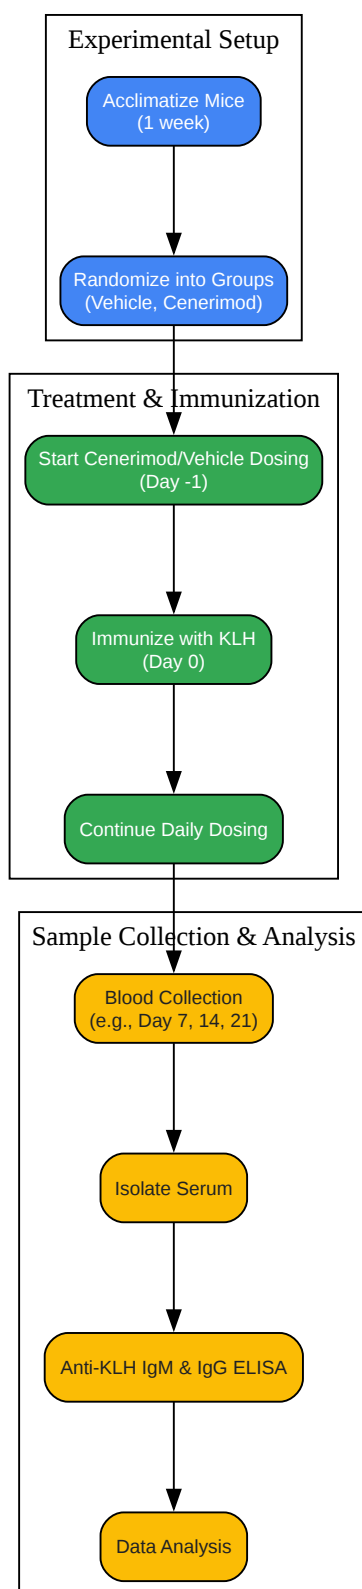 Experimental Setup
Acclimatize Mice
(1 week)
Randomize into Groups
(Vehicle, Cenerimod)
Treatment & Immunization
Start Cenerimod/Vehicle Dosing
(Day -1)
Immunize with KLH
(Day 0)
Continue Daily Dosing
Sample Collection & Analysis
Blood Collection
(e.g., Day 7, 14, 21)
Isolate Serum
Anti-KLH IgM & IgG ELISA
Data Analysis